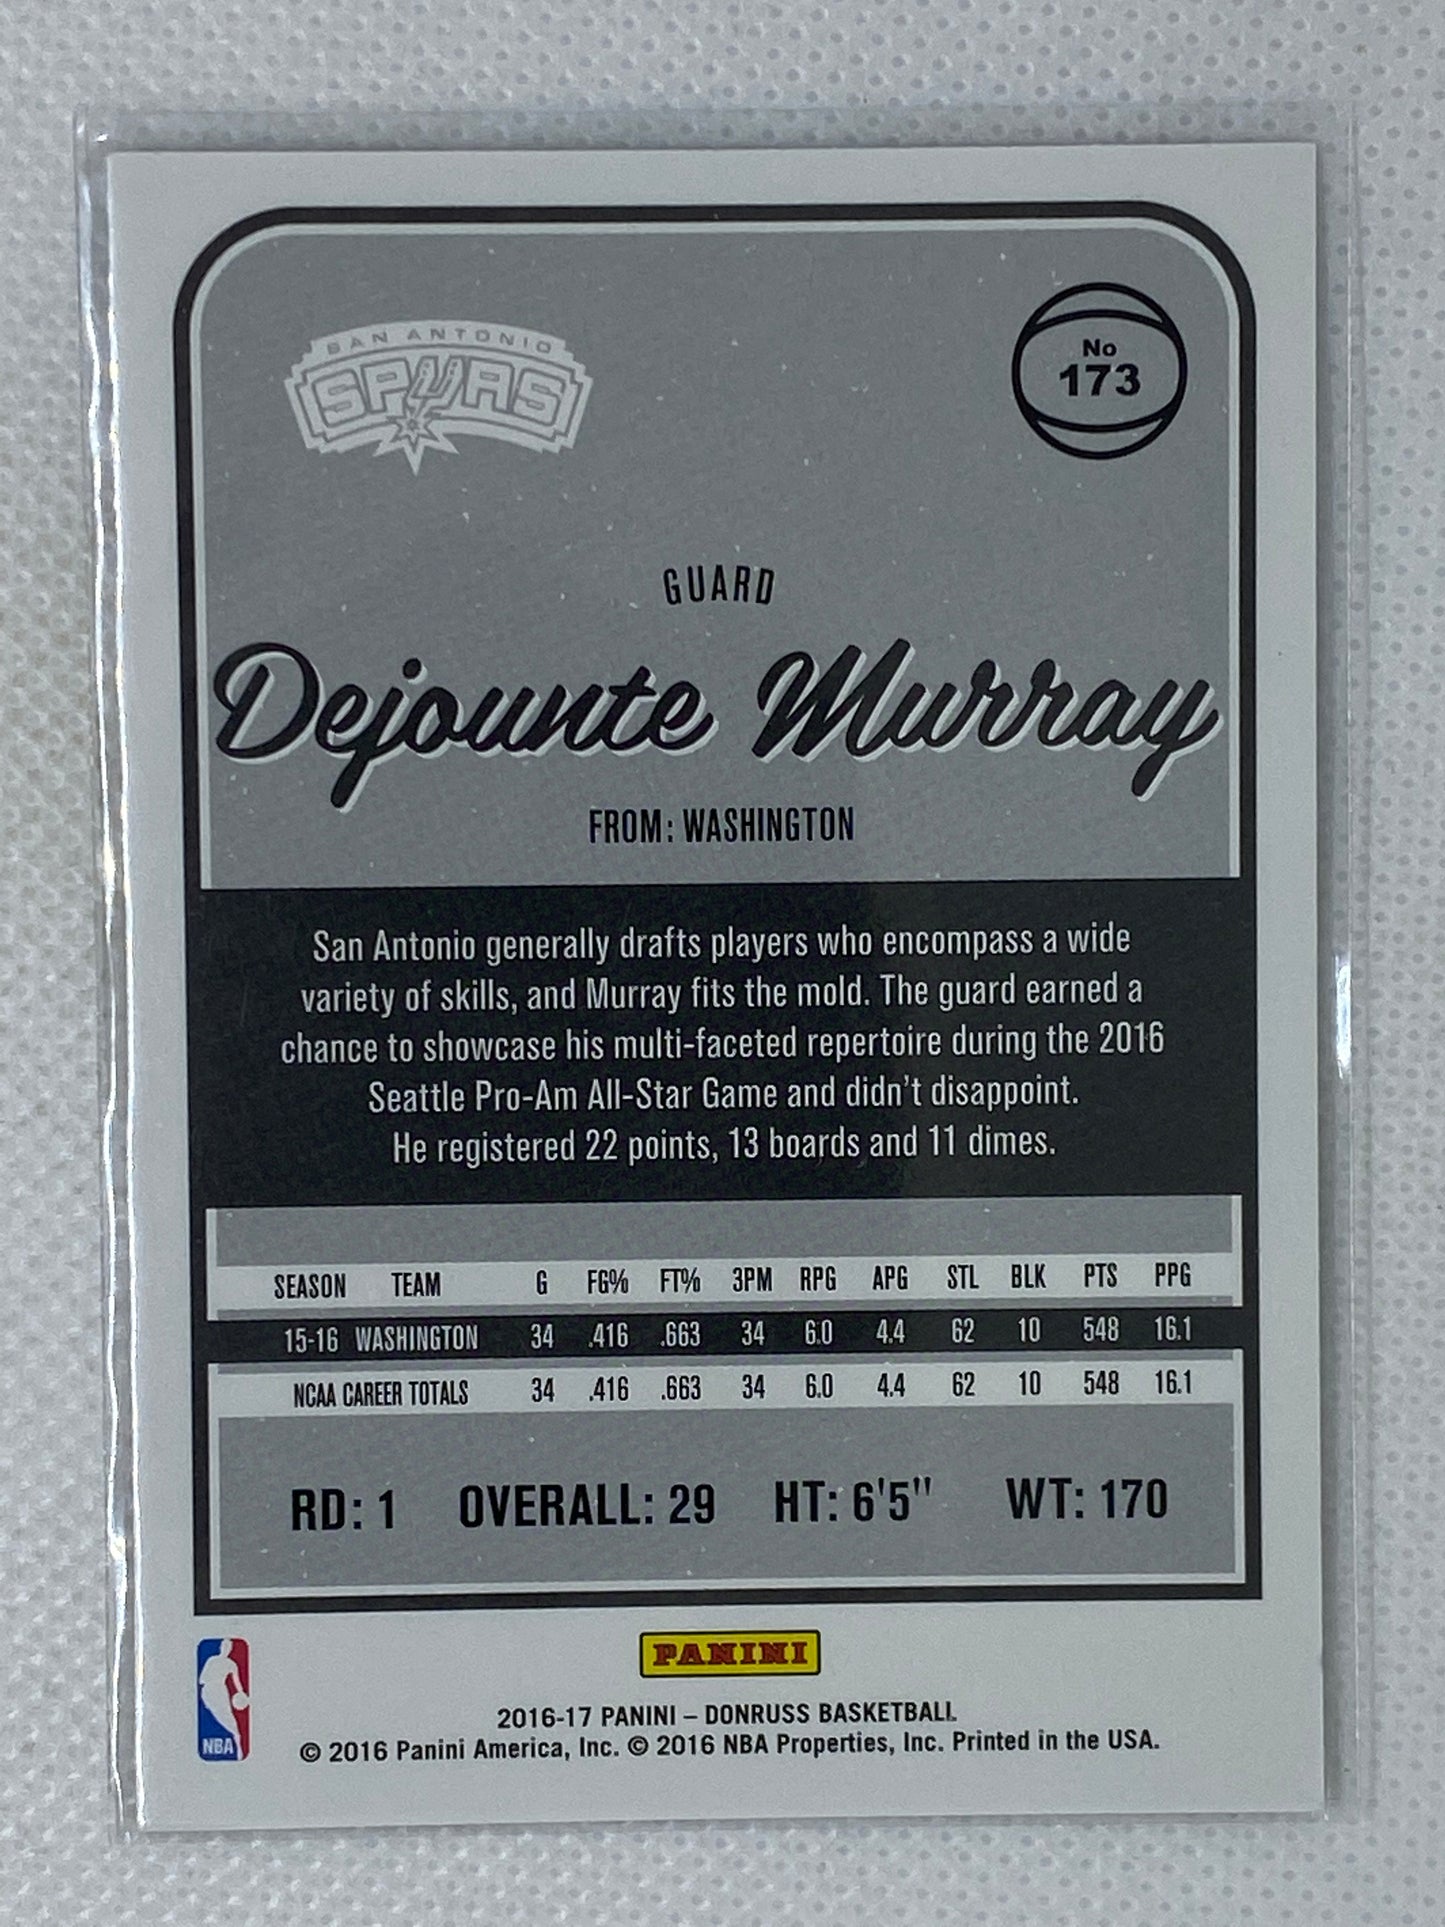 SAN ANTONIO
SPURS
No
173
GUARD
Dejounte Murray
FROM: WASHINGTON
San Antonio generally drafts players who encompass a wide
variety of skills, and Murray fits the mold. The guard earned a
chance to showcase his multi-faceted repertoire during the 2016
Seattle Pro-Am All-Star Game and didn't disappoint.
He registered 22 points, 13 boards and 11 dimes.
SEASON TEAM G FG% FT% 3PM RPG APG STL BLK PTS PPG
15-16 WASHINGTON 34 .416 .663 34 6.0 4.4 62 10 548 16.1
NCAA CAREER TOTALS 34 .416 .663 34 6.0 4.4 62 10 548 16.1
RD: 1 OVERALL: 29 HT: 6'5" WT: 170
PANINI
NBA
2016-17 PANINI – DONRUSS BASKETBALL
© 2016 Panini America, Inc. © 2016 NBA Properties, Inc. Printed in the USA.